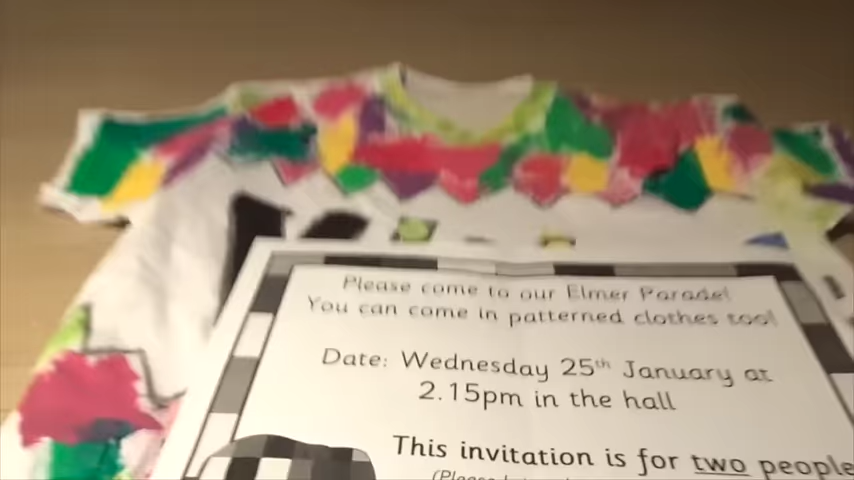 Please come to our Elmer Parade!
You can come in patterned clothes too!
Date: Wednesday 25th January at
2.15pm in the hall
This invitation is for two people
(Please